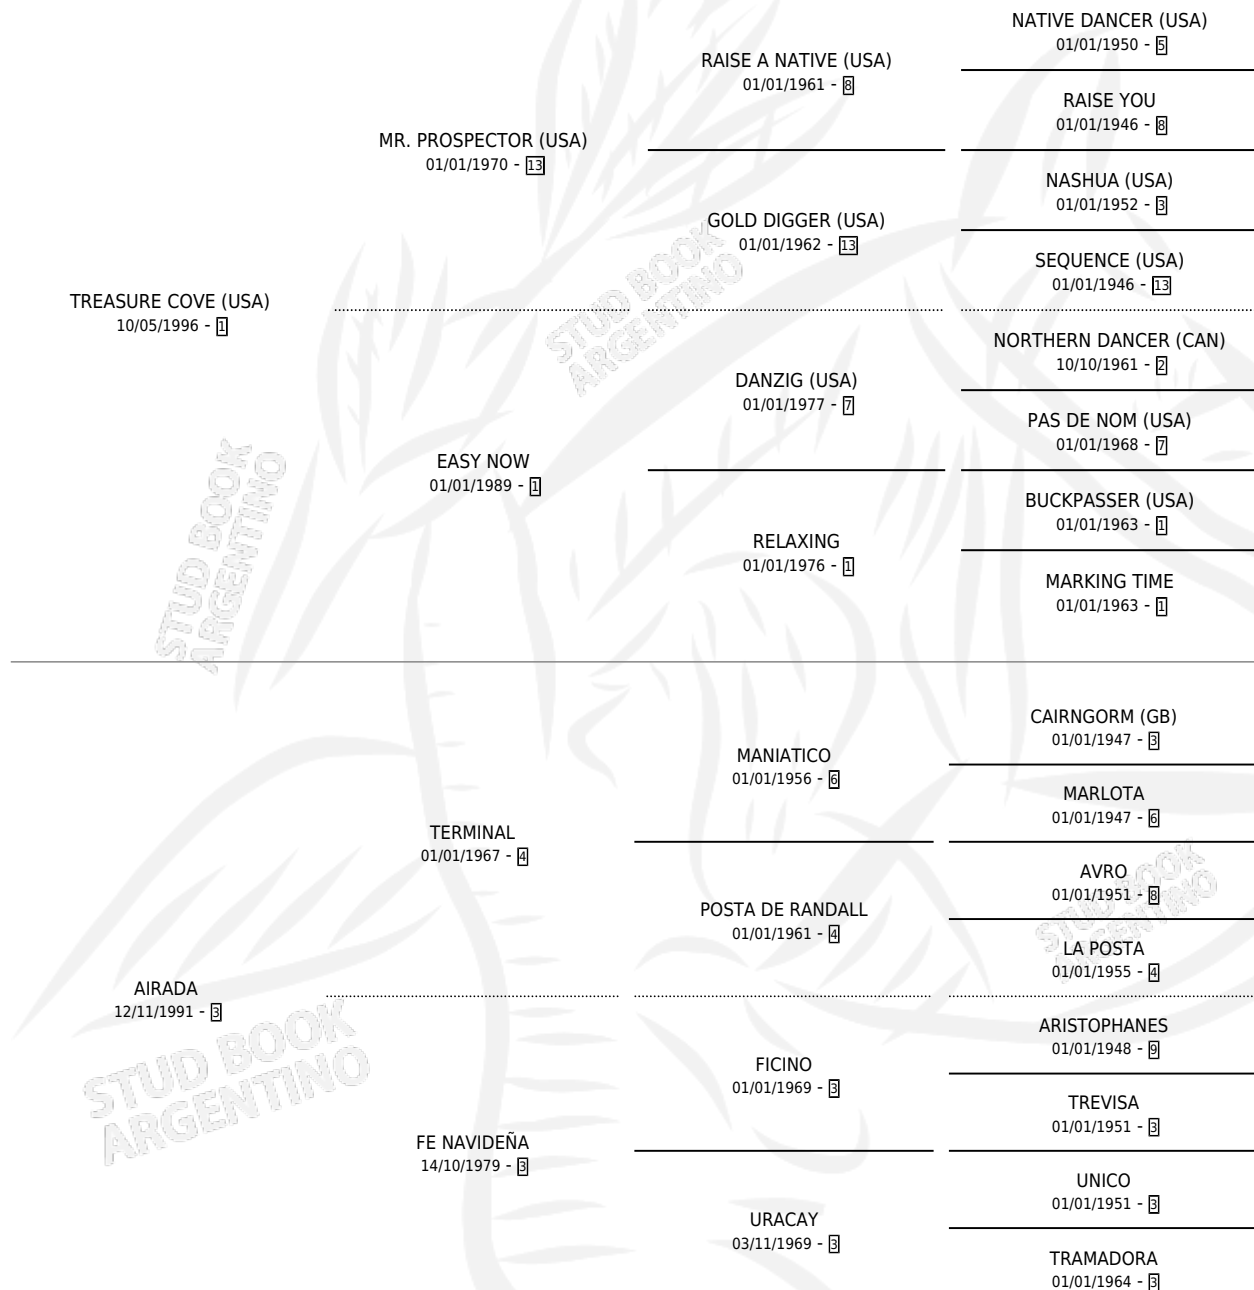 NATIVE DANCER (USA)
01/01/1950 - 5
RAISE A NATIVE (USA)
01/01/1961 - 8
RAISE YOU
01/01/1946 - 8
MR. PROSPECTOR (USA)
01/01/1970 - 13
NASHUA (USA)
01/01/1952 - 3
GOLD DIGGER (USA)
01/01/1962 - 13
SEQUENCE (USA)
01/01/1946 - 13
TREASURE COVE (USA)
10/05/1996 - 1
STUD BOOK
ARGENTINO
NORTHERN DANCER (CAN)
10/10/1961 - 2
DANZIG (USA)
01/01/1977 - 7
PAS DE NOM (USA)
01/01/1968 - 7
EASY NOW
01/01/1989 - 1
BUCKPASSER (USA)
01/01/1963 - 1
RELAXING
01/01/1976 - 1
MARKING TIME
01/01/1963 - 1
STUD BOOK
ARGENTINO
CAIRNGORM (GB)
01/01/1947 - 3
MANIATICO
01/01/1956 - 6
MARLOTA
01/01/1947 - 6
TERMINAL
01/01/1967 - 4
AVRO
01/01/1951 - 8
POSTA DE RANDALL
01/01/1961 - 4
LA POSTA
01/01/1955 - 4
STUD BOOK
ARGENTINO
AIRADA
12/11/1991 - 3
STUD BOOK
ARGENTINO
ARISTOPHANES
01/01/1948 - 9
FICINO
01/01/1969 - 3
TREVISA
01/01/1951 - 3
FE NAVIDEÑA
14/10/1979 - 3
UNICO
01/01/1951 - 3
URACAY
03/11/1969 - 3
TRAMADORA
01/01/1964 - 3